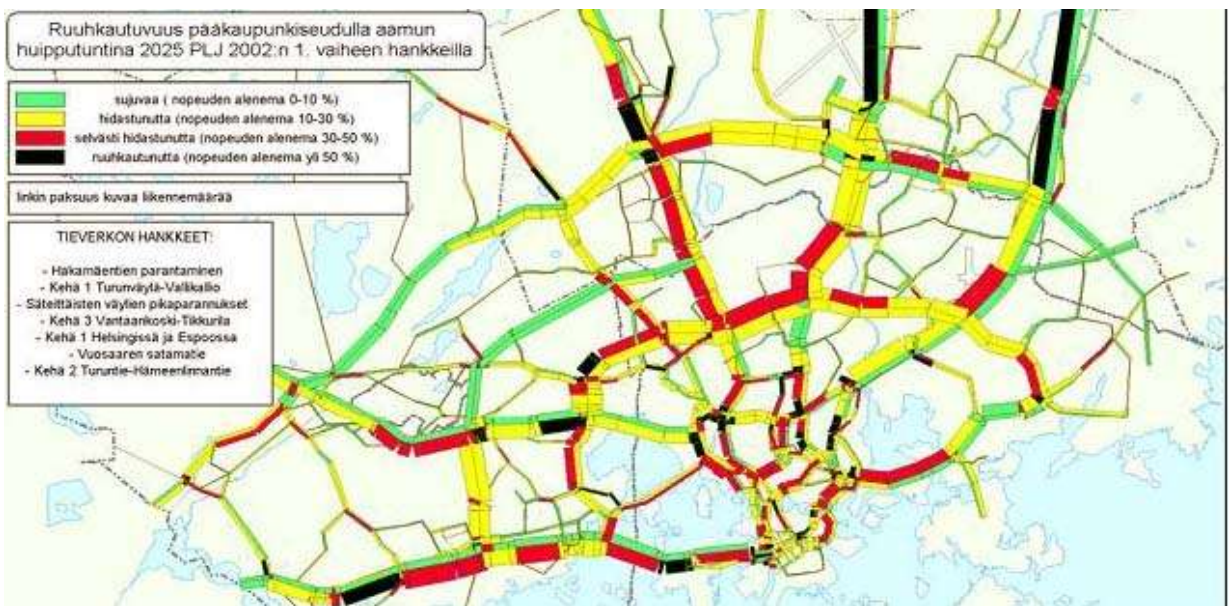 Ruuhkautuvuus pääkaupunkiseudulla aamun
huipputuntina 2025 PLJ 2002:n 1. vaiheen hankkeilla
sujuvaa ( nopeuden alenema 0-10 %)
hidastunutta (nopeuden alenema 10-30 %)
selvästi hidastunutta (nopeuden alenema 30-50 %)
ruuhkautunutta (nopeuden alenema yli 50 %)
linkin paksuus kuvaa liikennemäärää
TIEVERKON HANKKEET:
- Hakamäentien parantaminen
- Kehä 1 Turunväylä-Vallikallio
- Säteittäisten väylien pikaparannukset
- Kehä 3 Vantaankoski-Tikkurila
- Kehä 1 Helsingissä ja Espoossa
- Vuosaaren satamatie
- Kehä 2 Turuntie-Hämeenlinnantie